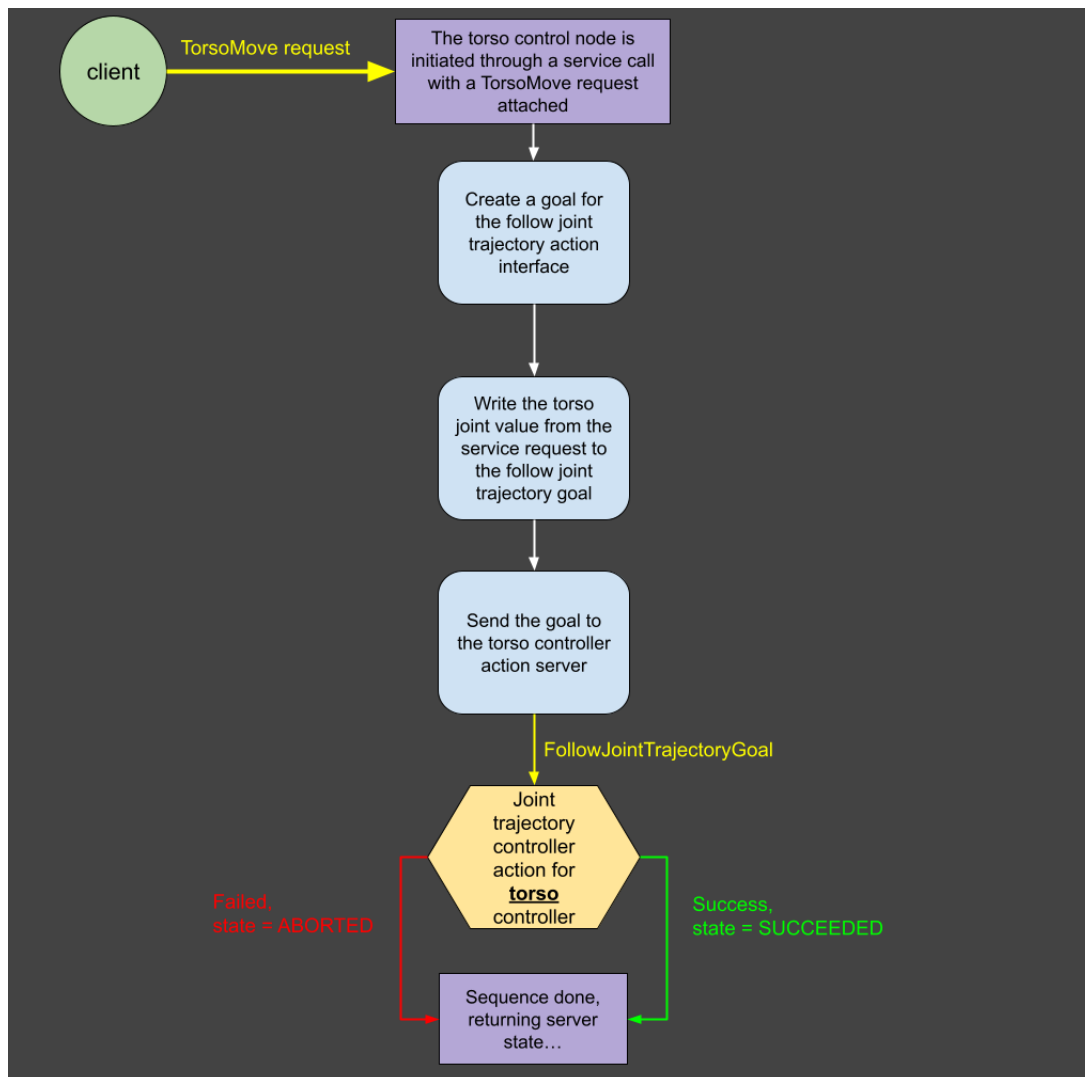 client
TorsoMove request
The torso control node is
initiated through a service call
with a TorsoMove request
attached
Create a goal for
the follow joint
trajectory action
interface
Write the torso
joint value from the
service request to
the follow joint
trajectory goal
Send the goal to
the torso controller
action server
FollowJointTrajectoryGoal
Joint
trajectory
controller
action for
torso
controller
Failed,
state = ABORTED
Success,
state = SUCCEEDED
Sequence done,
returning server
state…